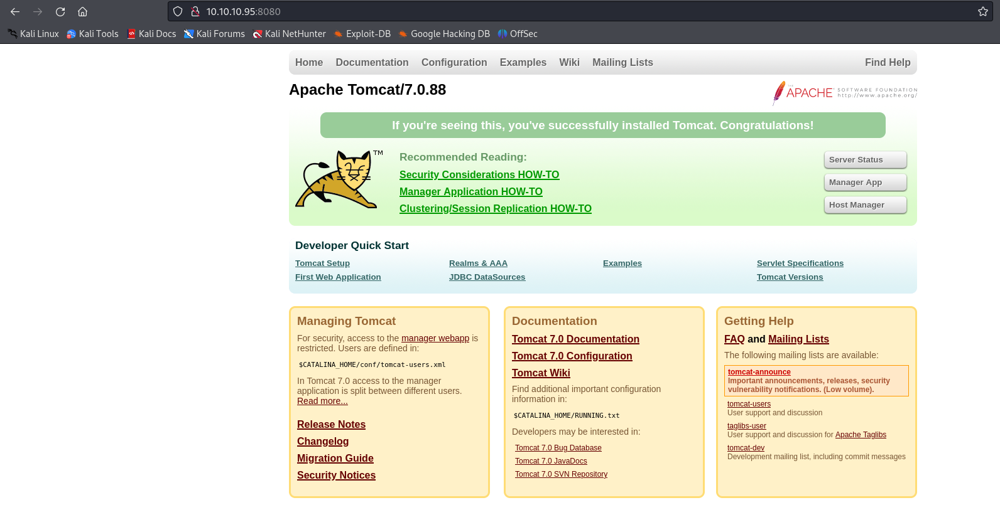 10.10.10.95:8080
Kali Linux Kali Tools Kali Docs Kali Forums Kali NetHunter Exploit-DB Google Hacking DB OffSec
Home Documentation Configuration Examples Wiki Mailing Lists Find Help
Apache Tomcat/7.0.88
THE APACHE SOFTWARE FOUNDATION
http://www.apache.org/
If you're seeing this, you've successfully installed Tomcat. Congratulations!
TM
Recommended Reading:
Security Considerations HOW-TO
Manager Application HOW-TO
Clustering/Session Replication HOW-TO
Server Status
Manager App
Host Manager
Developer Quick Start
Tomcat Setup
First Web Application
Realms & AAA
JDBC DataSources
Examples
Servlet Specifications
Tomcat Versions
Managing Tomcat
For security, access to the manager webapp is
restricted. Users are defined in:
$CATALINA_HOME/conf/tomcat-users.xml
In Tomcat 7.0 access to the manager
application is split between different users.
Read more...
Release Notes
Changelog
Migration Guide
Security Notices
Documentation
Tomcat 7.0 Documentation
Tomcat 7.0 Configuration
Tomcat Wiki
Find additional important configuration
information in:
$CATALINA_HOME/RUNNING.txt
Developers may be interested in:
Tomcat 7.0 Bug Database
Tomcat 7.0 JavaDocs
Tomcat 7.0 SVN Repository
Getting Help
FAQ and Mailing Lists
The following mailing lists are available:
tomcat-announce
Important announcements, releases, security
vulnerability notifications. (Low volume).
tomcat-users
User support and discussion
taglibs-user
User support and discussion for Apache Taglibs
tomcat-dev
Development mailing list, including commit messages